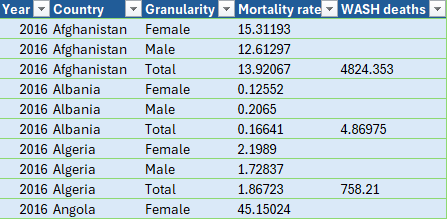 Year Country Granularity Mortality rate WASH deaths
2016 Afghanistan Female 15.31193
2016 Afghanistan Male 12.61297
2016 Afghanistan Total 13.92067 4824.353
2016 Albania Female 0.12552
2016 Albania Male 0.2065
2016 Albania Total 0.16641 4.86975
2016 Algeria Female 2.1989
2016 Algeria Male 1.72837
2016 Algeria Total 1.86723 758.21
2016 Angola Female 45.15024